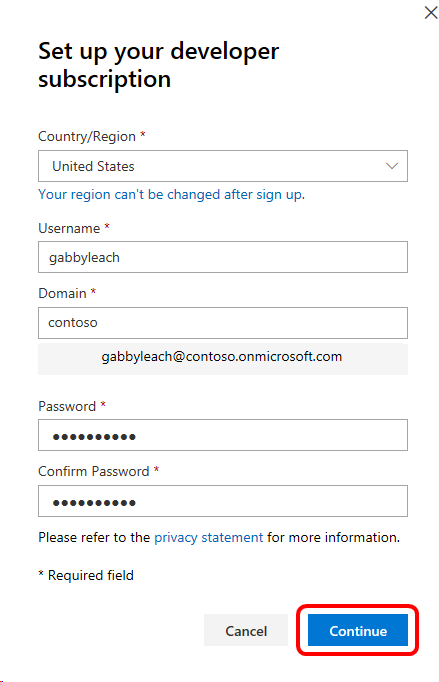 Set up your developer
subscription
Country/Region *
United States
Your region can't be changed after sign up.
Username *
gabbyleach
Domain *
contoso
gabbyleach@contoso.onmicrosoft.com
Password *
●●●●●●●●●●
Confirm Password *
●●●●●●●●●●
Please refer to the privacy statement for more information.
* Required field
Cancel
Continue